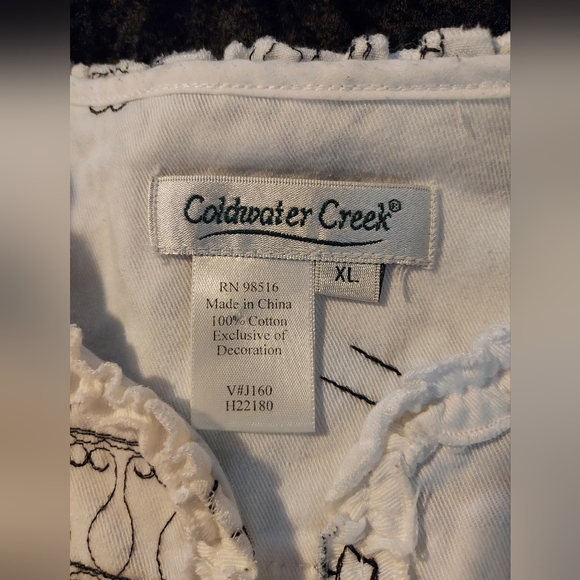 Coldwater Creek®
XL
RN 98516
Made in China
100% Cotton
Exclusive of
Decoration
V#J160
H22180